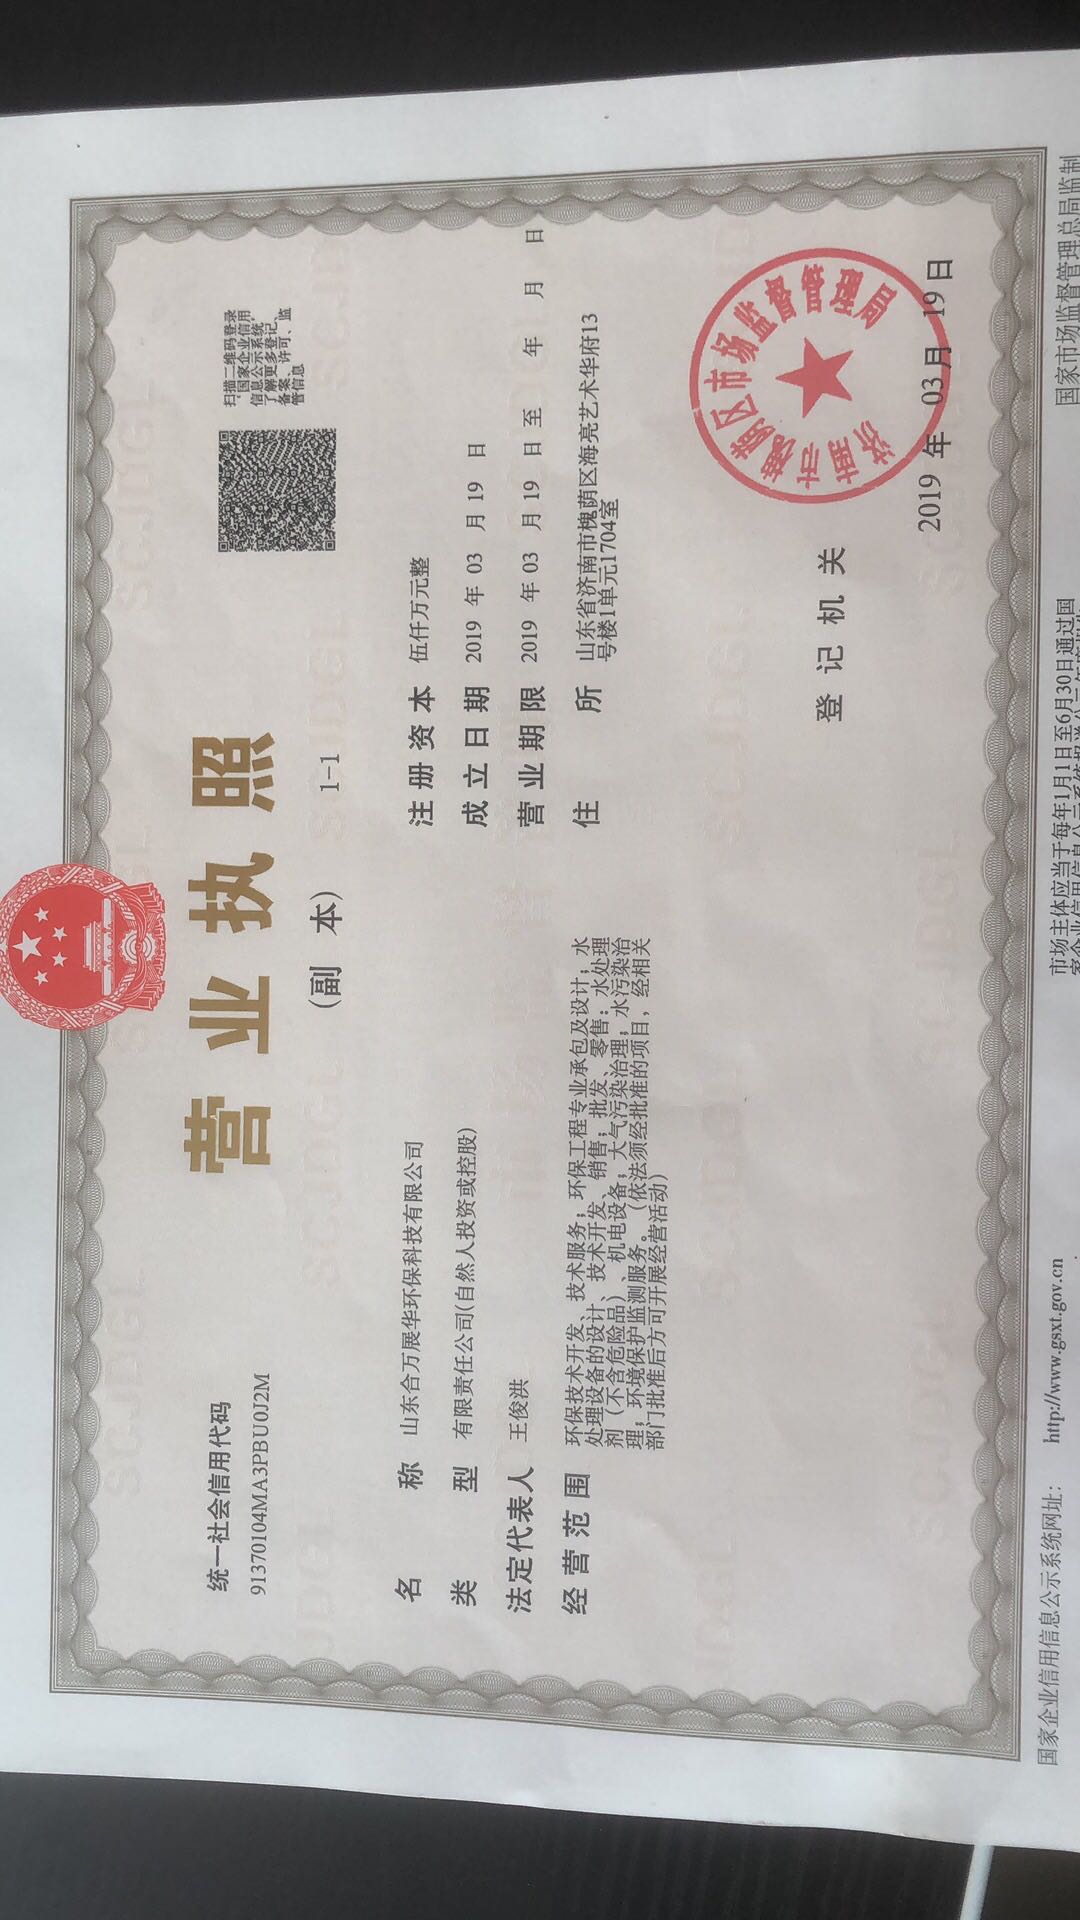 统一社会信用代码
91370104MA3PBU0J2M
营业执照
(副本) 1-1
扫描二维码登录
“国家企业信用
信息公示系统”
了解更多登记、
备案、许可、监
管信息
名称 山东合万展华环保科技有限公司
类型 有限责任公司(自然人投资或控股)
法定代表人 王俊洪
经营范围 环保技术开发、技术服务；环保工程专业承包及设计；水
处理设备的设计、技术开发、销售；批发、零售：水处理
剂（不含危险品）、机电设备；大气污染治理；水污染治
理；环境保护监测服务。（依法须经批准的项目，经相关
部门批准后方可开展经营活动）
注册资本 伍仟万元整
成立日期 2019 年 03 月 19 日
营业期限 2019 年 03 月 19 日 至 年 月 日
住所 山东省济南市槐荫区海亮艺术华府13
号楼1单元1704室
登记机关
济南市槐荫区市场监督管理局
2019 年 03 月 19 日
国家企业信用信息公示系统网址： http://www.gsxt.gov.cn
市场主体应当于每年1月1日至6月30日通过国
国家市场监督管理总局监制